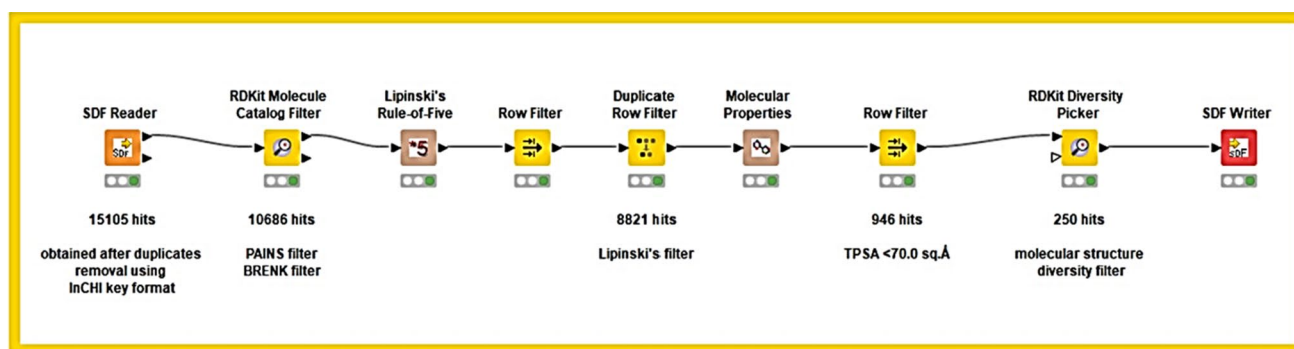 SDF Reader
RDKit Molecule
Catalog Filter
Lipinski's
Rule-of-Five
Row Filter
Duplicate
Row Filter
Molecular
Properties
Row Filter
RDKit Diversity
Picker
SDF Writer
SDF
*5
SDF
15105 hits
10686 hits
8821 hits
946 hits
250 hits
obtained after duplicates
removal using
InCHI key format
PAINS filter
BRENK filter
Lipinski's filter
TPSA <70.0 sq.Å
molecular structure
diversity filter